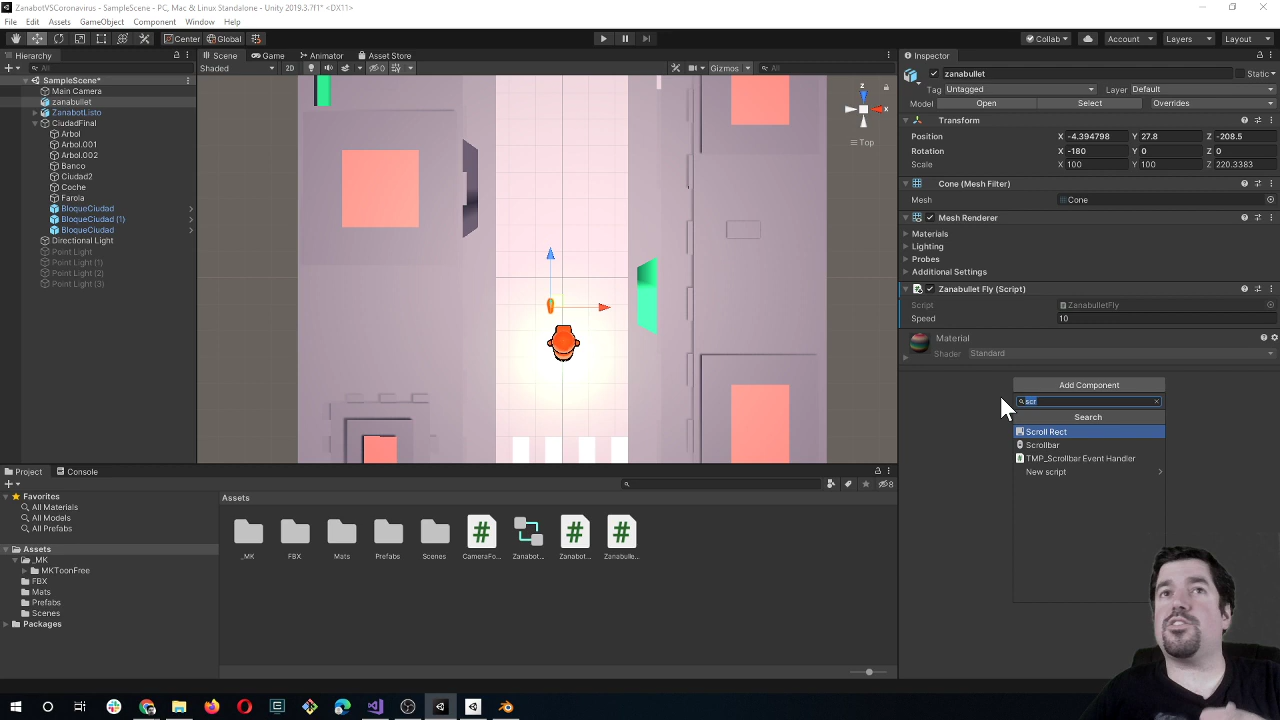 ZanabotVSCoronavirus - SampleScene - PC, Mac & Linux Standalone - Unity 2019.3.7f1* <DX11>
File Edit Assets GameObject Component Window Help
Center Global Collab Account Layers Layout
Hierarchy Scene Game Animator Asset Store Inspector
All Shaded 2D 0 Gizmos All zanabullet Static
SampleScene* Tag Untagged Layer Default
Main Camera Model Open Select Overrides
zanabullet
ZanabotListo Transform
CiudadFinal Position X -4.394798 Y 27.8 Z -208.5
Arbol Rotation X -180 Y 0 Z 0
Arbol.001 Scale X 100 Y 100 Z 220.3383
Arbol.002 z x Top
Banco Cone (Mesh Filter)
Ciudad2 Mesh Cone
Coche
Farola Mesh Renderer
BloqueCiudad Materials
BloqueCiudad (1) Lighting
BloqueCiudad Probes
Directional Light Additional Settings
Point Light
Point Light (1) Zanabullet Fly (Script)
Point Light (2) Script ZanabulletFly
Point Light (3) Speed 10
Material
Shader Standard
Add Component
scr
Search
Scroll Rect
Scrollbar
TMP_Scrollbar Event Handler
New script
Project Console
8
Favorites Assets
All Materials
All Models
All Prefabs
Assets
_MK
MKToonFree
FBX
Mats
Prefabs
Scenes
Packages
_MK FBX Mats Prefabs Scenes CameraFo... Zanabot... Zanabot... Zanabulle...